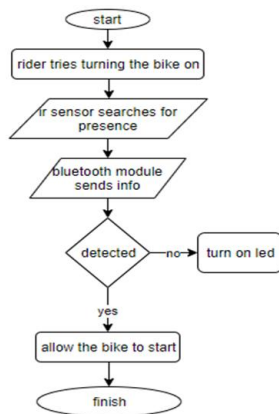 start
rider tries turning the bike on
ir sensor searches for
presence
bluetooth module
sends info
detected
no
turn on led
yes
allow the bike to start
finish